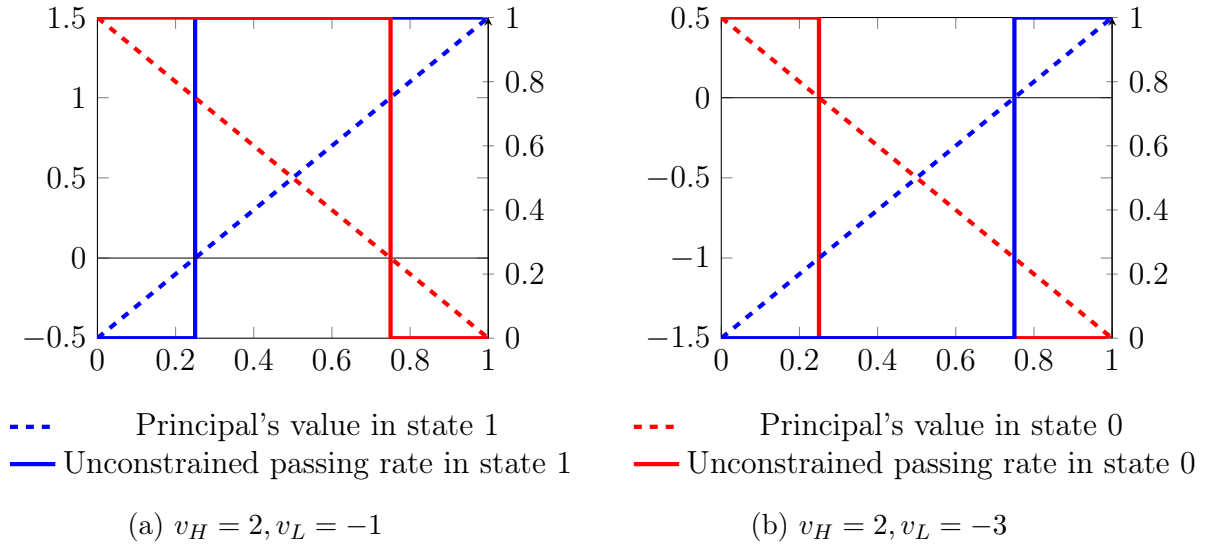 1.5
1
0.5
0
−0.5
0 0.2 0.4 0.6 0.8 1
1
0.8
0.6
0.4
0.2
0
0.5
0
−0.5
−1
−1.5
0 0.2 0.4 0.6 0.8 1
1
0.8
0.6
0.4
0.2
0
Principal's value in state 1
Unconstrained passing rate in state 1
Principal's value in state 0
Unconstrained passing rate in state 0
(a) v_H = 2, v_L = −1
(b) v_H = 2, v_L = −3